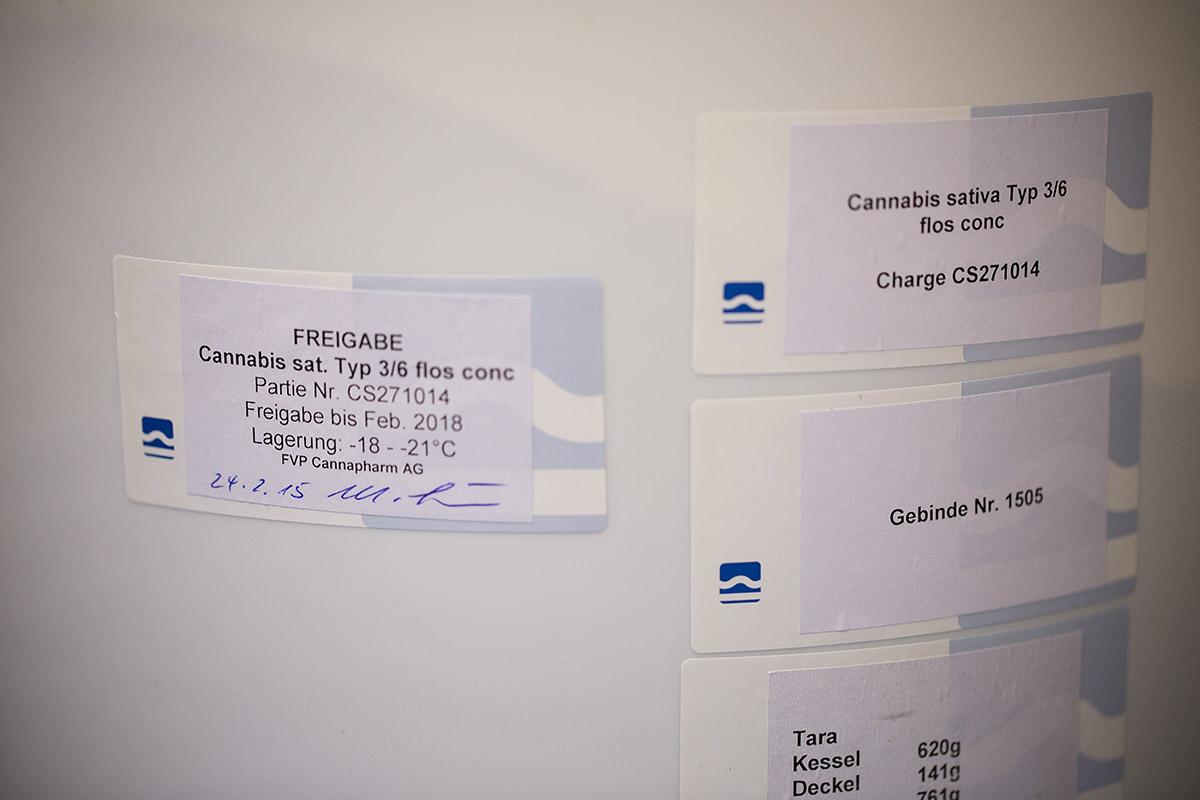 FREIGABE
Cannabis sat. Typ 3/6 flos conc
Partie Nr. CS271014
Freigabe bis Feb. 2018
Lagerung: -18 - -21°C
FVP Cannapharm AG
24.2.15
Cannabis sativa Typ 3/6
flos conc
Charge CS271014
Gebinde Nr. 1505
Tara
Kessel 620g
Deckel 141g
761g